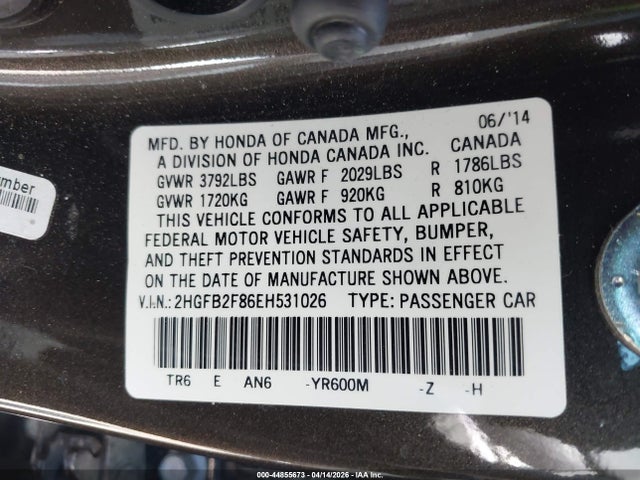 06/'14
MFD. BY HONDA OF CANADA MFG., CANADA
A DIVISION OF HONDA CANADA INC.
GVWR 3792LBS GAWR F 2029LBS R 1786LBS
GVWR 1720KG GAWR F 920KG R 810KG
THIS VEHICLE CONFORMS TO ALL APPLICABLE
FEDERAL MOTOR VEHICLE SAFETY, BUMPER,
AND THEFT PREVENTION STANDARDS IN EFFECT
ON THE DATE OF MANUFACTURE SHOWN ABOVE.
V.I.N.: 2HGFB2F86EH531026 TYPE: PASSENGER CAR
TR6 E AN6 -YR600M -Z -H
000-44855673 - 04/14/2026 - IAA Inc.